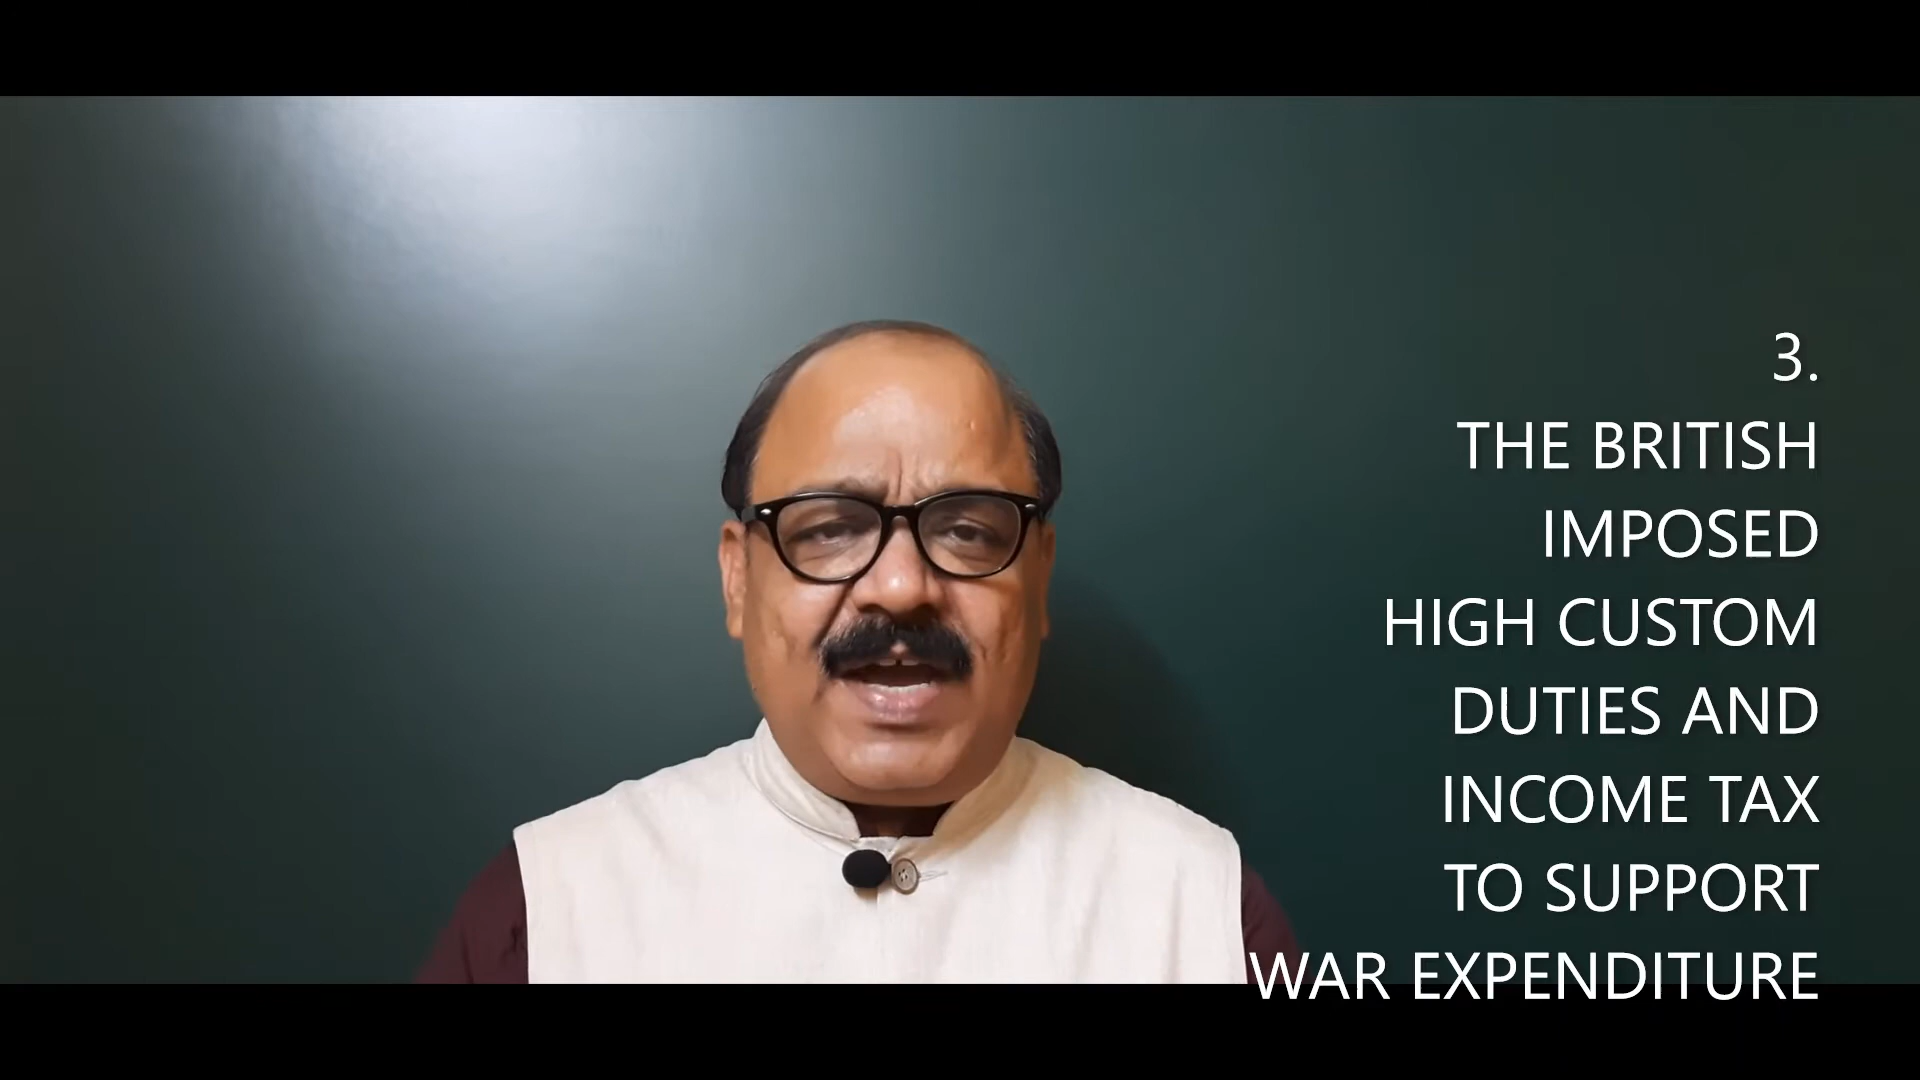 3.
THE BRITISH
IMPOSED
HIGH CUSTOM
DUTIES AND
INCOME TAX
TO SUPPORT
WAR EXPENDITURE